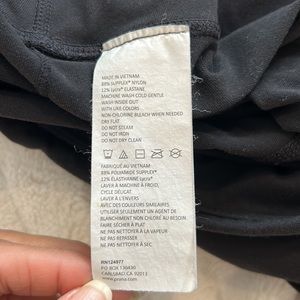 MADE IN VIETNAM
88% SUPPLEX® NYLON
12% Lycra® ELASTANE
MACHINE WASH COLD GENTLE
WASH INSIDE OUT
WITH LIKE COLORS
NON-CHLORINE BLEACH WHEN NEEDED
DRY FLAT
DO NOT STEAM
DO NOT IRON
DO NOT DRY CLEAN
FABRIQUÉ AU VIETNAM
88% POLYAMIDE SUPPLEX®
12% ÉLASTHANNE Lycra®
LAVER À MACHINE À FROID,
CYCLE DÉLICAT
LAVER À L'ENVERS
AVEC DES COULEURS SIMILAIRES
UTILISER SEULEMENT UN AGENT
DE BLANCHIMENT NON CHLORÉ AU BESOIN
FAIRE SÉCHER À PLAT
NE PAS NETTOYER À LA VAPEUR
NE PAS REPASSER
NE PAS NETTOYER À SEC
RN124977
PO BOX 130430
CARLSBAD CA 92013
www.prana.com